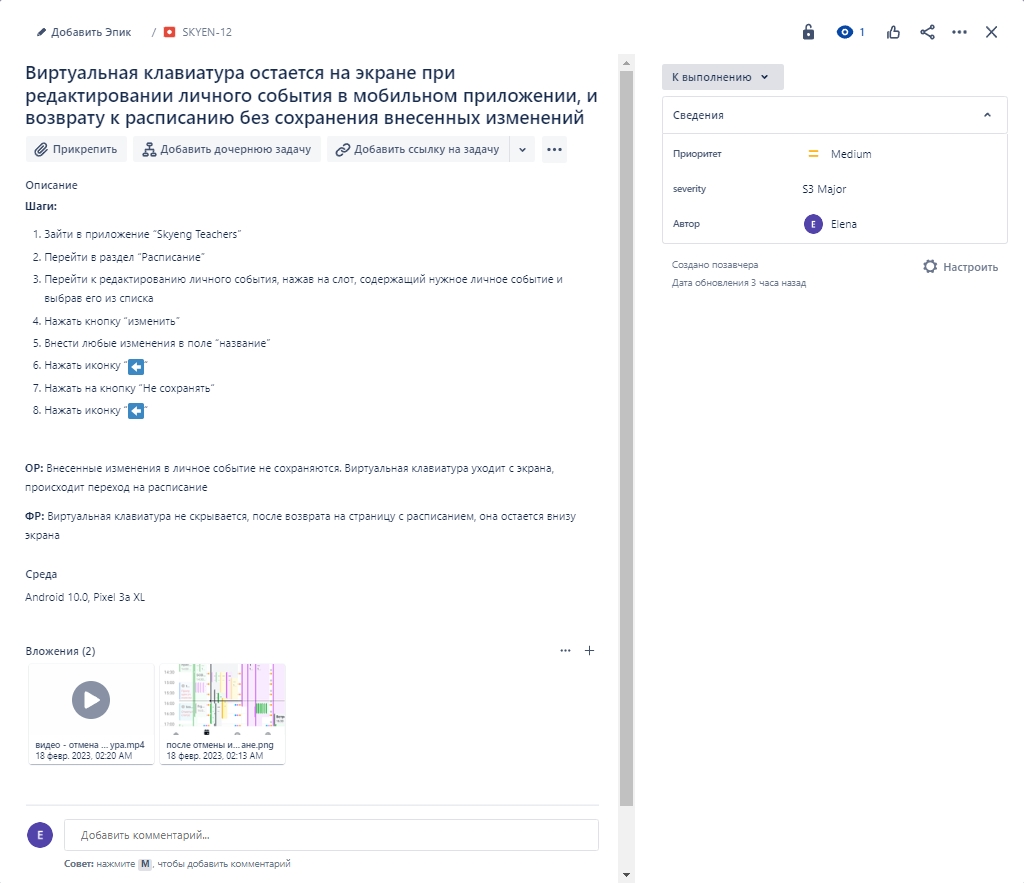 Добавить Эпик / SKYEN-12
1
Виртуальная клавиатура остается на экране при
редактировании личного события в мобильном приложении, и
возврату к расписанию без сохранения внесенных изменений
Прикрепить
Добавить дочернюю задачу
Добавить ссылку на задачу
Описание
Шаги:
1. Зайти в приложение “Skyeng Teachers”
2. Перейти в раздел “Расписание”
3. Перейти к редактированию личного события, нажав на слот, содержащий нужное личное событие и
выбрав его из списка
4. Нажать кнопку “изменить”
5. Внести любые изменения в поле “название”
6. Нажать иконку “⬅”
7. Нажать на кнопку “Не сохранять”
8. Нажать иконку “⬅”
ОР: Внесенные изменения в личное событие не сохраняются. Виртуальная клавиатура уходит с экрана,
происходит переход на расписание
ФР: Виртуальная клавиатура не скрывается, после возврата на страницу с расписанием, она остается внизу
экрана
Среда
Android 10.0, Pixel 3a XL
Вложения (2)
видео - отмена ... ура.mp4
18 февр. 2023, 02:20 AM
после отмены и... ане.png
18 февр. 2023, 02:13 AM
E
Добавить комментарий...
Совет: нажмите M, чтобы добавить комментарий
К выполнению
Сведения
Приоритет
Medium
severity
S3 Major
Автор
E Elena
Создано позавчера
Дата обновления 3 часа назад
Настроить